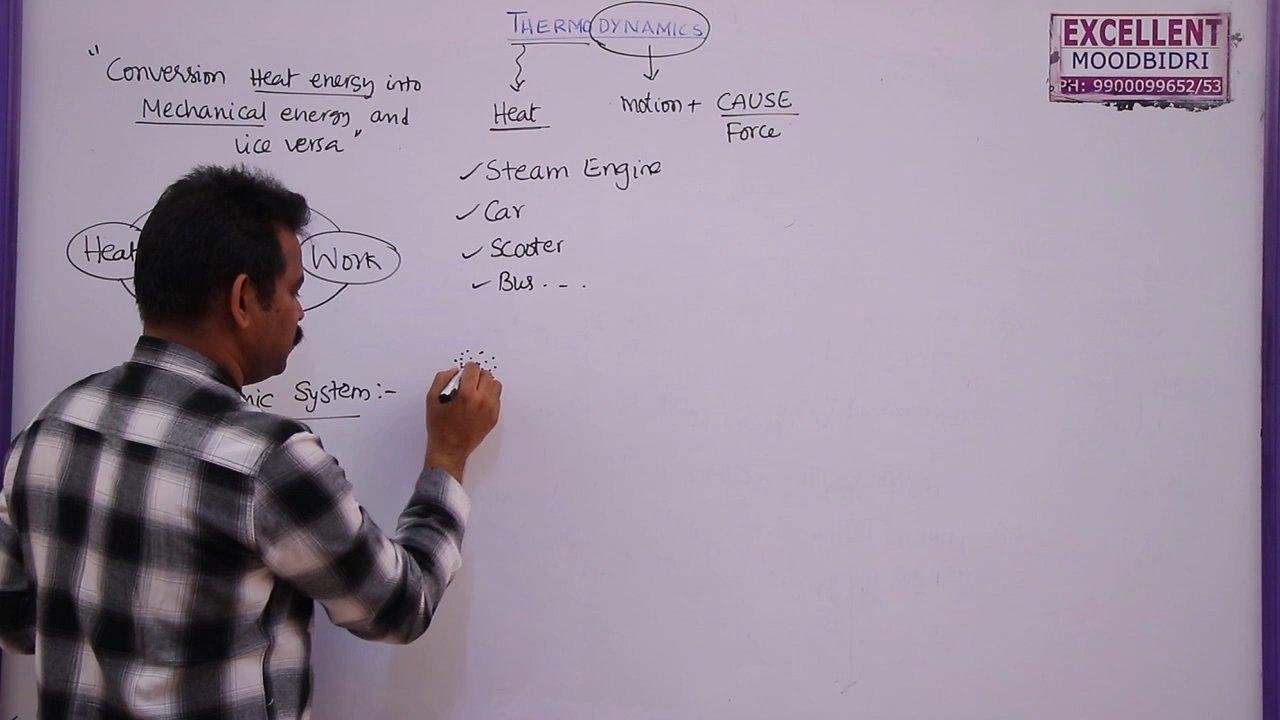 THERMODYNAMICS
"Conversion Heat energy into
Mechanical energy and
vice versa"
Heat
motion + CAUSE
Force
✓ Steam Engine
✓ Car
✓ Scooter
✓ Bus . - .
Heat
Work
System :-
EXCELLENT
MOODBIDRI
PH: 9900099652/53